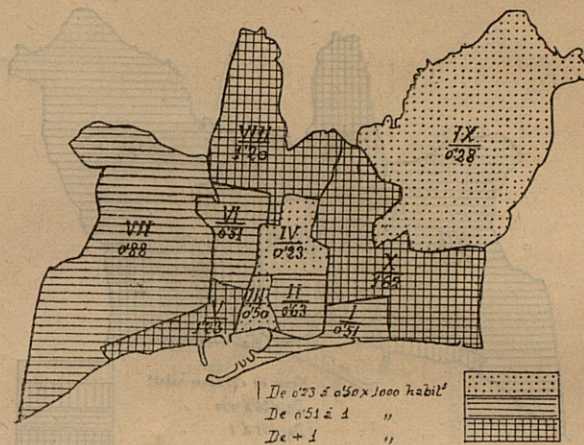 VIII
1'20
IX
0'28
VI
0'51
IV
0'23
VII
0'88
X
1'82
III
0'50
II
0'63
V
1'23
I
0'51
De 0'23 á 0'50 x 1000 habit.s
De 0'51 á 1 "
De + 1 "